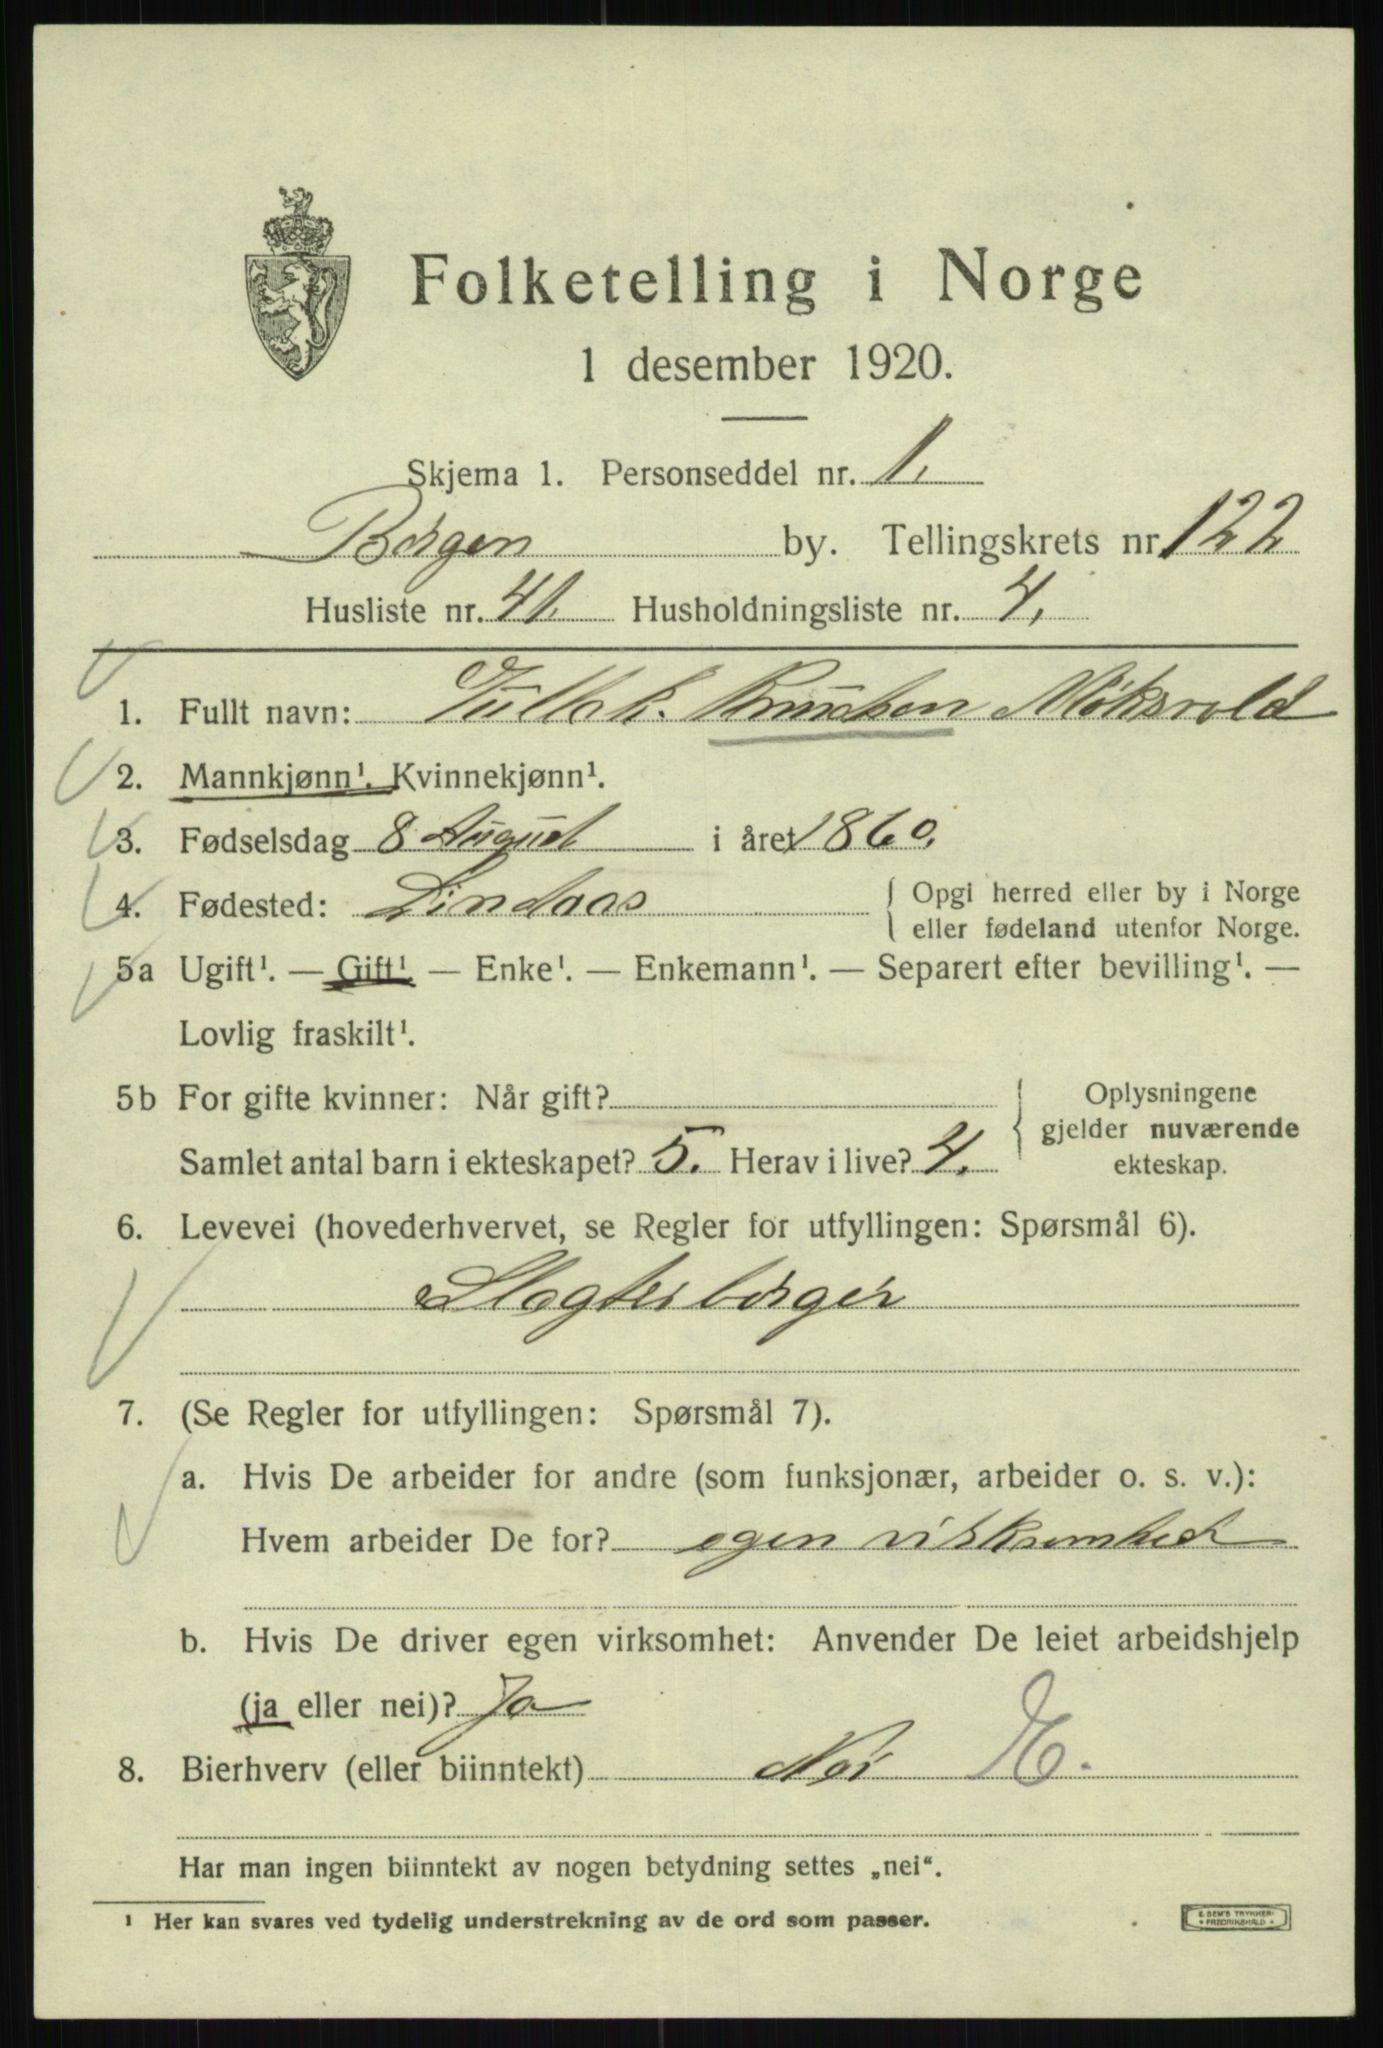 Folketelling i Norge
1 desember 1920.
Skjema 1. Personseddel nr. 1.
Bergen by. Tellingskrets nr. 122
Husliste nr. 41. Husholdningsliste nr. 4.
1. Fullt navn: Knudsen
2. Mannkjønn¹. Kvinnekjønn¹.
3. Fødselsdag 8 August i året 1860.
4. Fødested: Lindaas { Opgi herred eller by i Norge
eller fødeland utenfor Norge.
5a Ugift¹. — Gift¹ — Enke¹. — Enkemann¹. — Separert efter bevilling¹. —
Lovlig fraskilt¹.
5b For gifte kvinner: Når gift? { Oplysningene
gjelder nuværende
Samlet antal barn i ekteskapet? 5. Herav i live? 4. ekteskap.
6. Levevei (hovederhvervet, se Regler for utfyllingen: Spørsmål 6).
Slagterborger
7. (Se Regler for utfyllingen: Spørsmål 7).
a. Hvis De arbeider for andre (som funksjonær, arbeider o. s. v.):
Hvem arbeider De for? egen virksomhed
b. Hvis De driver egen virksomhet: Anvender De leiet arbeidshjelp
(ja eller nei)? Ja
8. Bierhverv (eller biinntekt) Nei E.
Har man ingen biinntekt av nogen betydning settes „nei“.
¹ Her kan svares ved tydelig understrekning av de ord som passer.
E. SEM'S TRYKKERI
FREDRIKSHALD